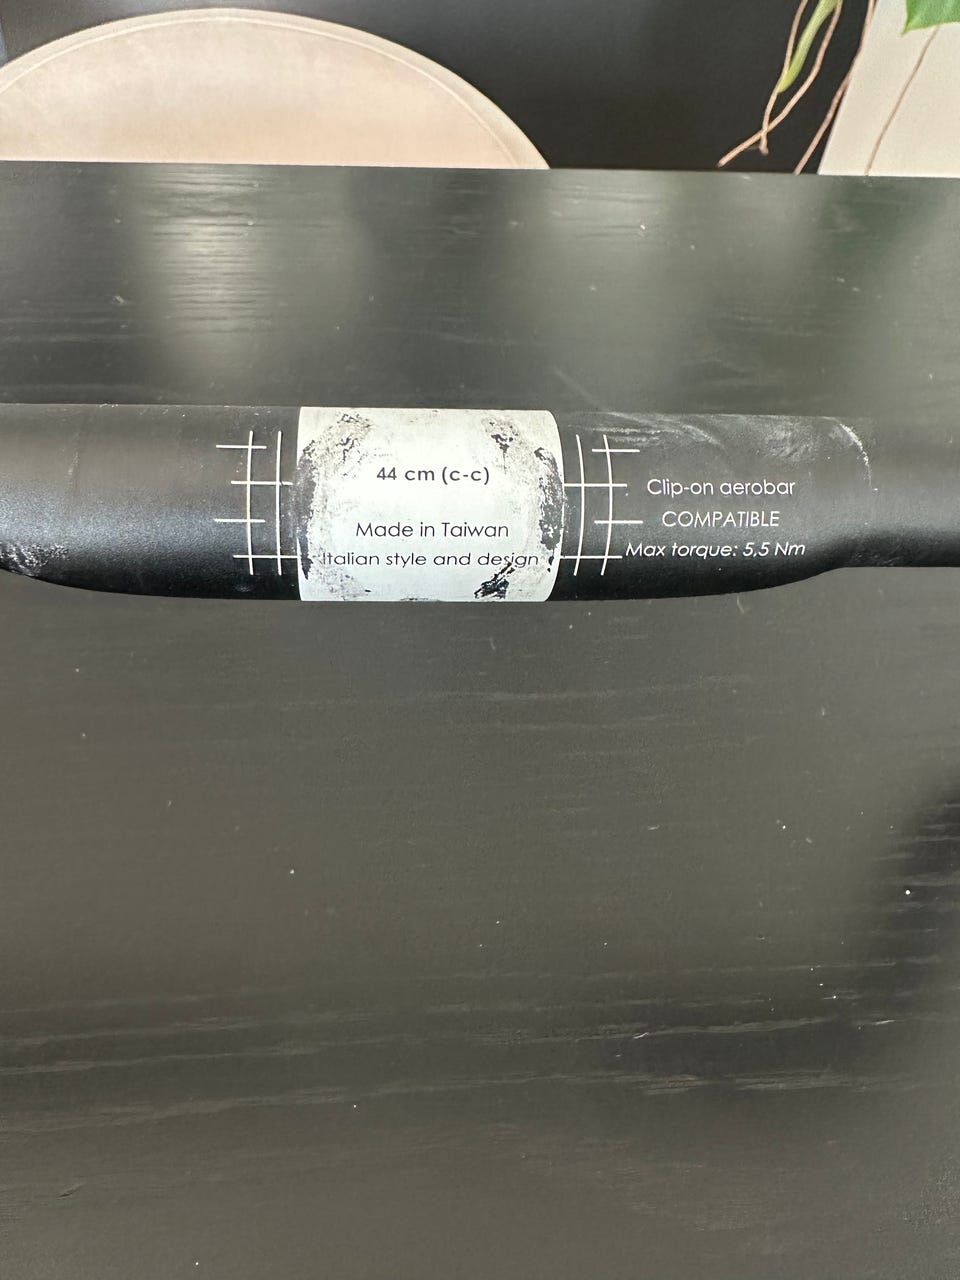 44 cm (c-c)
Made in Taiwan
Italian style and design
Clip-on aerobar
COMPATIBLE
Max torque: 5,5 Nm